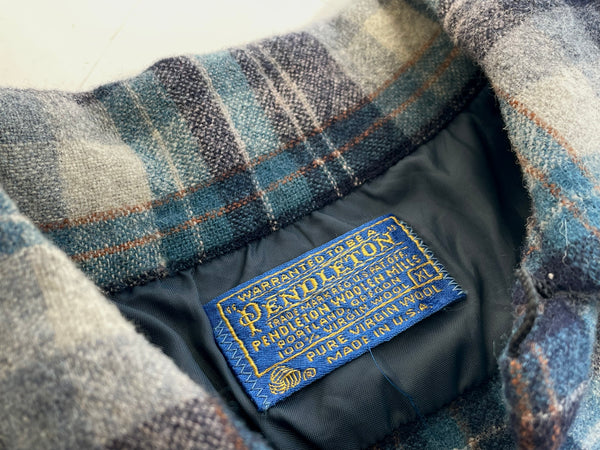 "WARRANTED TO BE A
PENDLETON"
TRADE MARK REG. U.S. PAT. OFF.
PENDLETON WOOLEN MILLS
PORTLAND, OREGON
XL
100% VIRGIN WOOL
PURE VIRGIN WOOL
MADE IN U.S.A.